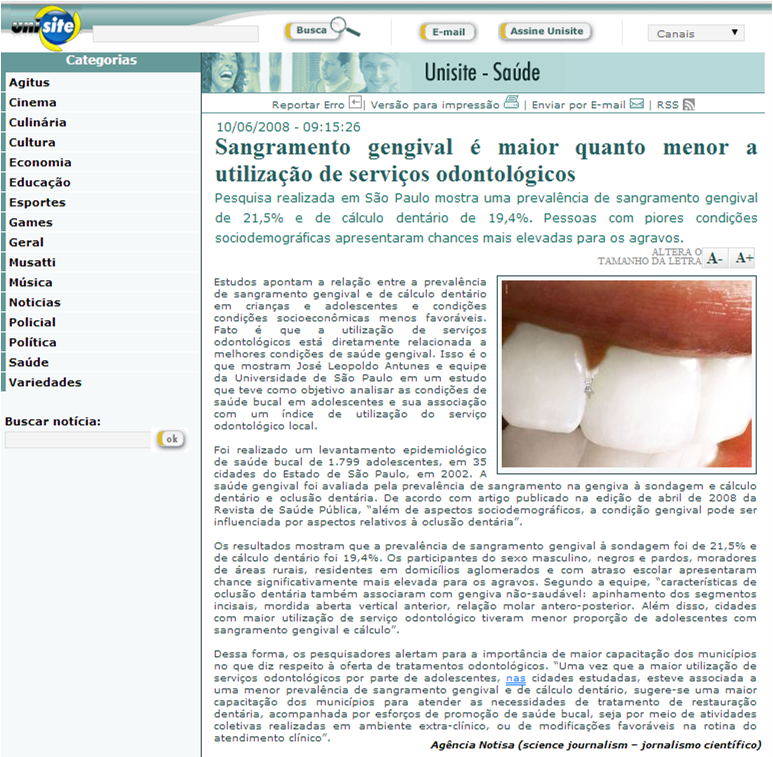 unisite
Busca
E-mail
Assine Unisite
Canais
Categorias
Agitus
Cinema
Culinária
Cultura
Economia
Educação
Esportes
Games
Geral
Musatti
Música
Noticias
Policial
Política
Saúde
Variedades
Buscar notícia:
ok
Unisite - Saúde
Reportar Erro | Versão para impressão | Enviar por E-mail | RSS
10/06/2008 - 09:15:26
Sangramento gengival é maior quanto menor a
utilização de serviços odontológicos
Pesquisa realizada em São Paulo mostra uma prevalência de sangramento gengival
de 21,5% e de cálculo dentário de 19,4%. Pessoas com piores condições
sociodemográficas apresentaram chances mais elevadas para os agravos.
ALTERA O
TAMANHO DA LETRA
A- A+
Estudos apontam a relação entre a prevalência
de sangramento gengival e de cálculo dentário
em crianças e adolescentes e condições
condições socioeconômicas menos favoráveis.
Fato é que a utilização de serviços
odontológicos está diretamente relacionada a
melhores condições de saúde gengival. Isso é o
que mostram José Leopoldo Antunes e equipe
da Universidade de São Paulo em um estudo
que teve como objetivo analisar as condições de
saúde bucal em adolescentes e sua associação
com um índice de utilização do serviço
odontológico local.
Foi realizado um levantamento epidemiológico
de saúde bucal de 1.799 adolescentes, em 35
cidades do Estado de São Paulo, em 2002. A
saúde gengival foi avaliada pela prevalência de sangramento na gengiva à sondagem e cálculo
dentário e oclusão dentária. De acordo com artigo publicado na edição de abril de 2008 da
Revista de Saúde Pública, “além de aspectos sociodemográficos, a condição gengival pode ser
influenciada por aspectos relativos à oclusão dentária”.
Os resultados mostram que a prevalência de sangramento gengival à sondagem foi de 21,5% e
de cálculo dentário foi 19,4%. Os participantes do sexo masculino, negros e pardos, moradores
de áreas rurais, residentes em domicílios aglomerados e com atraso escolar apresentaram
chance significativamente mais elevada para os agravos. Segundo a equipe, “características de
oclusão dentária também associaram com gengiva não-saudável: apinhamento dos segmentos
incisais, mordida aberta vertical anterior, relação molar antero-posterior. Além disso, cidades
com maior utilização de serviço odontológico tiveram menor proporção de adolescentes com
sangramento gengival e cálculo”.
Dessa forma, os pesquisadores alertam para a importância de maior capacitação dos municípios
no que diz respeito à oferta de tratamentos odontológicos. “Uma vez que a maior utilização de
serviços odontológicos por parte de adolescentes, nas cidades estudadas, esteve associada a
uma menor prevalência de sangramento gengival e de cálculo dentário, sugere-se uma maior
capacitação dos municípios para atender as necessidades de tratamento de restauração
dentária, acompanhada por esforços de promoção de saúde bucal, seja por meio de atividades
coletivas realizadas em ambiente extra-clínico, ou de modificações favoráveis na rotina do
atendimento clínico”.
Agência Notisa (science journalism – jornalismo científico)